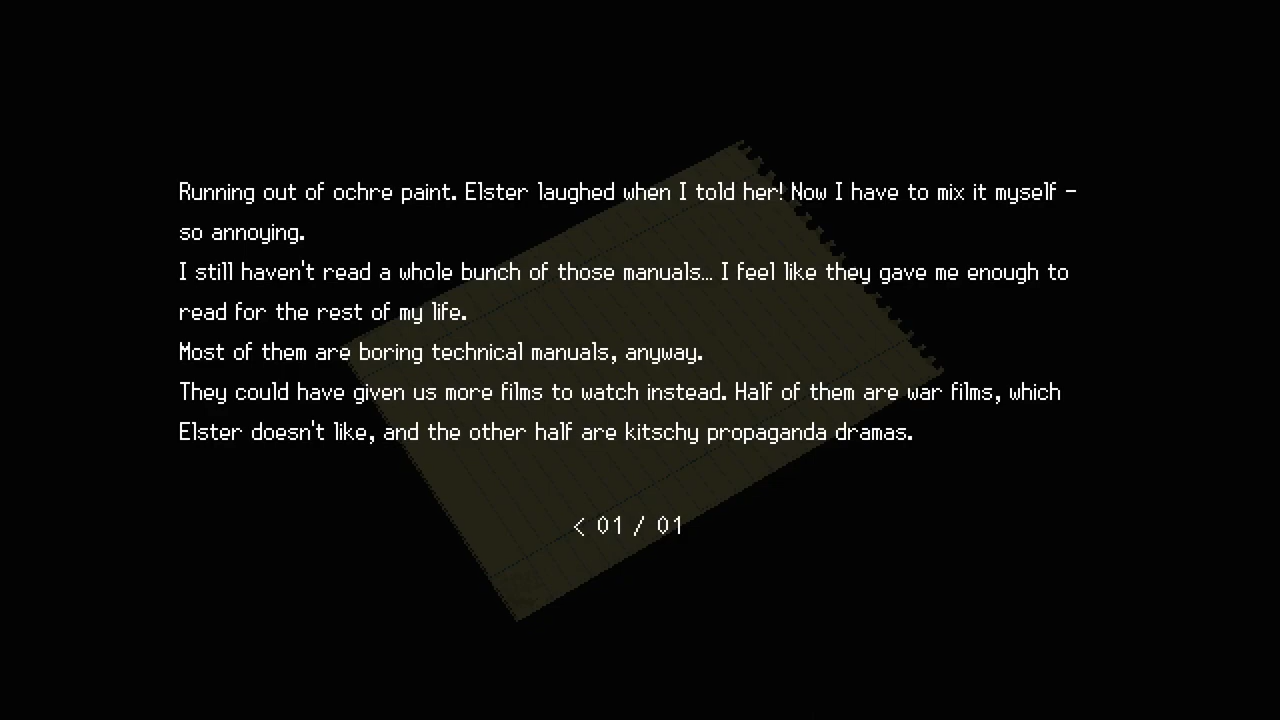 Running out of ochre paint. Elster laughed when I told her! Now I have to mix it myself –
so annoying.
I still haven't read a whole bunch of those manuals… I feel like they gave me enough to
read for the rest of my life.
Most of them are boring technical manuals, anyway.
They could have given us more films to watch instead. Half of them are war films, which
Elster doesn't like, and the other half are kitschy propaganda dramas.
< 01 / 01